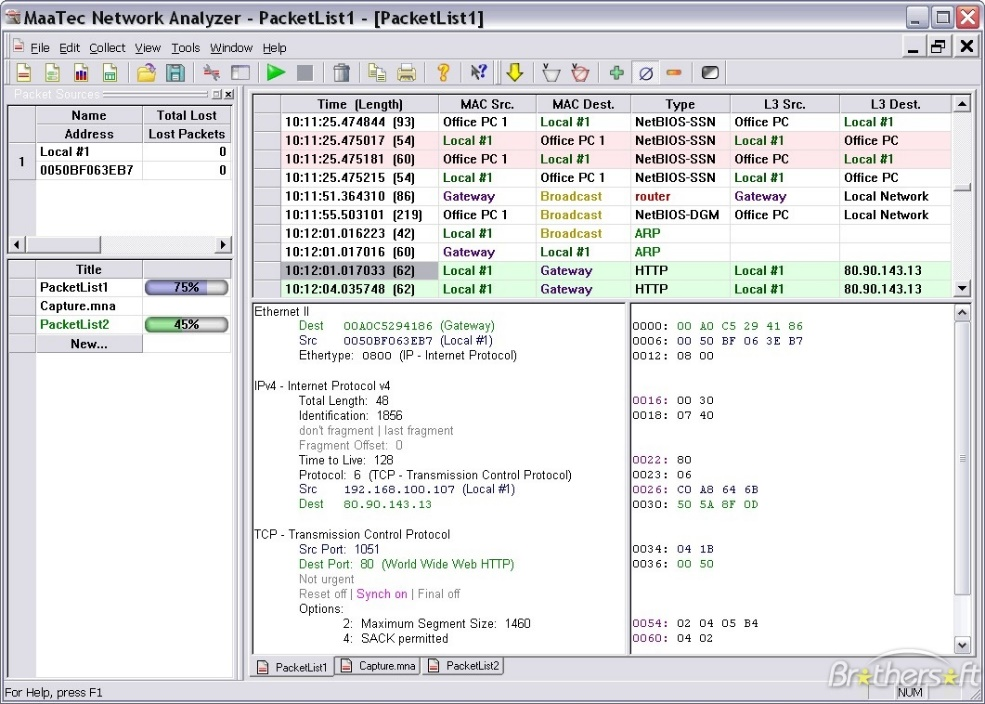 MaaTec Network Analyzer - PacketList1 - [PacketList1]
File Edit Collect View Tools Window Help
Packet Sources
Name Total Lost
Address Lost Packets
1 Local #1 0
0050BF063EB7 0
Title
PacketList1 75%
Capture.mna
PacketList2 45%
New...
Time (Length) MAC Src. MAC Dest. Type L3 Src. L3 Dest.
10:11:25.474844 (93) Office PC 1 Local #1 NetBIOS-SSN Office PC Local #1
10:11:25.475017 (54) Local #1 Office PC 1 NetBIOS-SSN Local #1 Office PC
10:11:25.475181 (60) Office PC 1 Local #1 NetBIOS-SSN Office PC Local #1
10:11:25.475215 (54) Local #1 Office PC 1 NetBIOS-SSN Local #1 Office PC
10:11:51.364310 (86) Gateway Broadcast router Gateway Local Network
10:11:55.503101 (219) Office PC 1 Broadcast NetBIOS-DGM Office PC Local Network
10:12:01.016223 (42) Local #1 Broadcast ARP
10:12:01.017016 (60) Gateway Local #1 ARP
10:12:01.017033 (62) Local #1 Gateway HTTP Local #1 80.90.143.13
10:12:04.035748 (62) Local #1 Gateway HTTP Local #1 80.90.143.13
Ethernet II
Dest 00A0C5294186 (Gateway) 0000: 00 A0 C5 29 41 86
Src 0050BF063EB7 (Local #1) 0006: 00 50 BF 06 3E B7
Ethertype: 0800 (IP - Internet Protocol) 0012: 08 00
IPv4 - Internet Protocol v4
Total Length: 48 0016: 00 30
Identification: 1856 0018: 07 40
don't fragment | last fragment
Fragment Offset: 0
Time to Live: 128 0022: 80
Protocol: 6 (TCP - Transmission Control Protocol) 0023: 06
Src 192.168.100.107 (Local #1) 0026: C0 A8 64 6B
Dest 80.90.143.13 0030: 50 5A 8F 0D
TCP - Transmission Control Protocol
Src Port: 1051 0034: 04 1B
Dest Port: 80 (World Wide Web HTTP) 0036: 00 50
Not urgent
Reset off | Synch on | Final off
Options:
2: Maximum Segment Size: 1460 0054: 02 04 05 B4
4: SACK permitted 0060: 04 02
PacketList1 Capture.mna PacketList2
Brothersoft
For Help, press F1 NUM